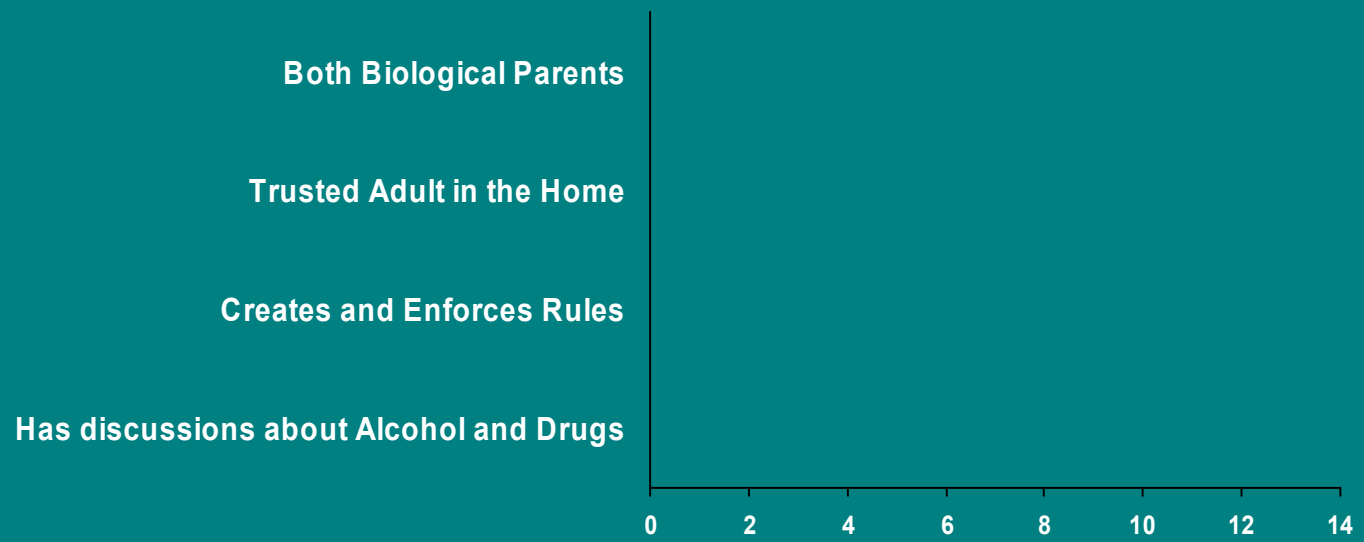 Both Biological Parents
Trusted Adult in the Home
Creates and Enforces Rules
Has discussions about Alcohol and Drugs
0 2 4 6 8 10 12 14